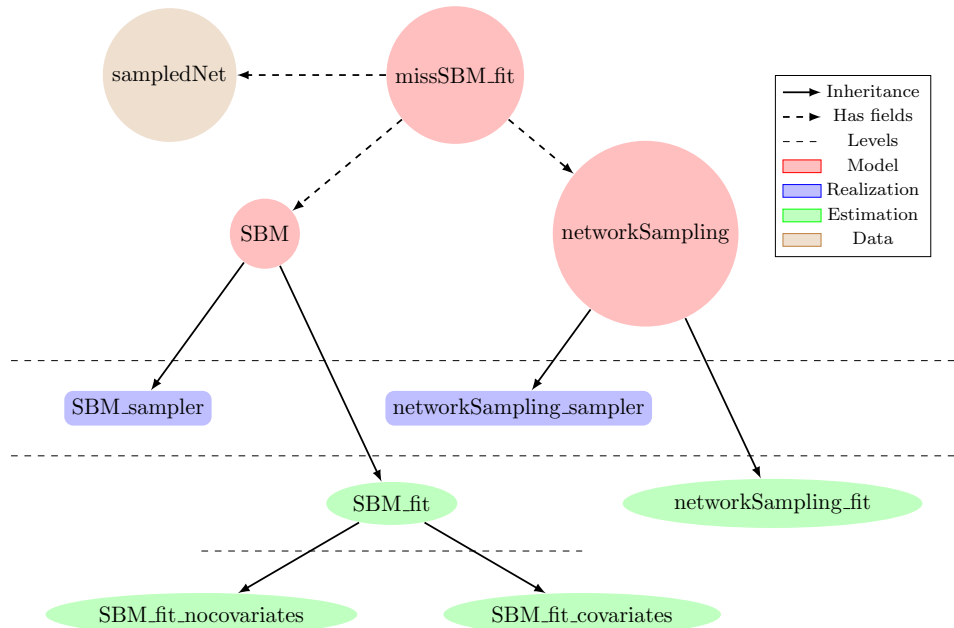 sampledNet
missSBM_fit
Inheritance
Has fields
Levels
Model
Realization
Estimation
Data
SBM
networkSampling
SBM_sampler
networkSampling_sampler
SBM_fit
networkSampling_fit
SBM_fit_nocovariates
SBM_fit_covariates